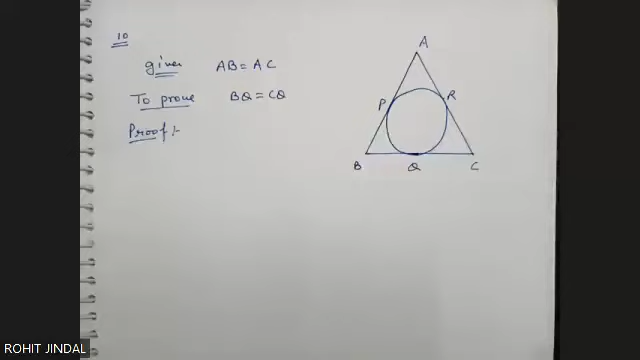 10
given AB = AC
To prove BQ = CQ
Proof :-
A
P
R
B
Q
C
ROHIT JINDAL